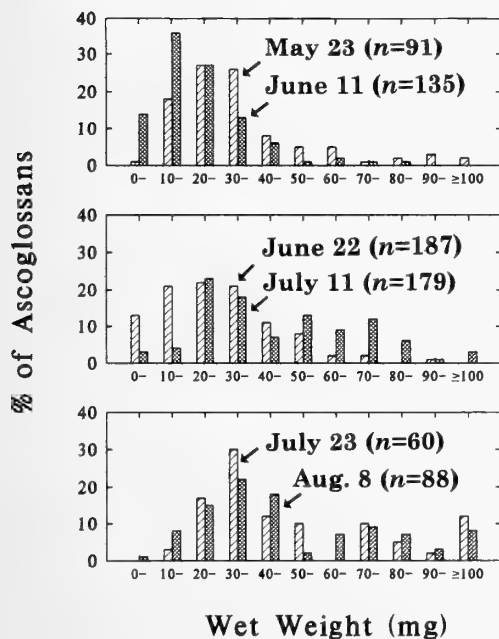 % of Ascoglossans
40
30
20
10
0
May 23 (n=91)
June 11 (n=135)
0– 10– 20– 30– 40– 50– 60– 70– 80– 90– ≥100
40
30
20
10
0
June 22 (n=187)
July 11 (n=179)
0– 10– 20– 30– 40– 50– 60– 70– 80– 90– ≥100
40
30
20
10
0
July 23 (n=60)
Aug. 8 (n=88)
0– 10– 20– 30– 40– 50– 60– 70– 80– 90– ≥100
Wet Weight (mg)